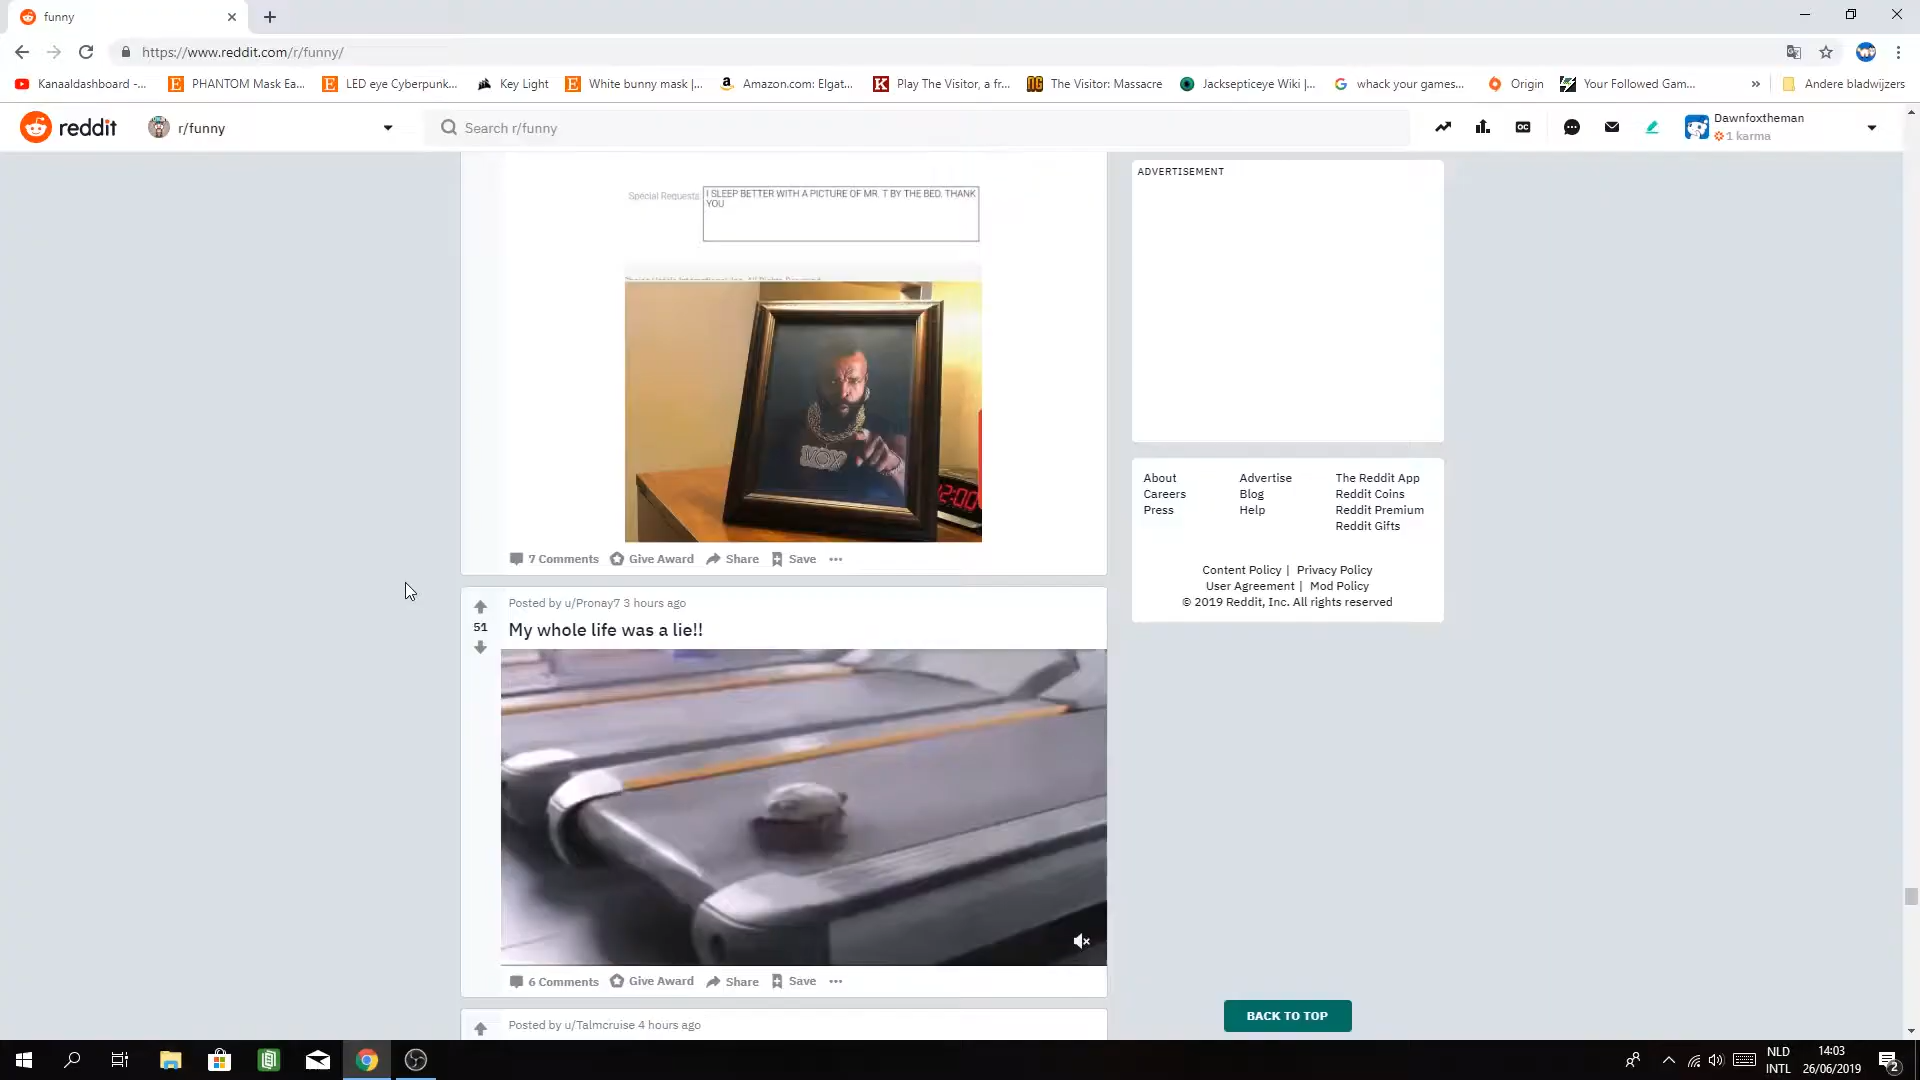 funny
https://www.reddit.com/r/funny/
Kanaaldashboard -...
PHANTOM Mask Ea...
LED eye Cyberpunk...
Key Light
White bunny mask |...
Amazon.com: Elgat...
Play The Visitor, a fr...
The Visitor: Massacre
Jacksepticeye Wiki |...
whack your games...
Origin
Your Followed Gam...
»
Andere bladwijzers
reddit
r/funny
Search r/funny
OC
Dawnfoxtheman
1 karma
ADVERTISEMENT
Special Requests
I SLEEP BETTER WITH A PICTURE OF MR. T BY THE BED. THANK
YOU
2:00
7 Comments
Give Award
Share
Save
About
Advertise
The Reddit App
Careers
Blog
Reddit Coins
Press
Help
Reddit Premium
Reddit Gifts
Content Policy | Privacy Policy
User Agreement | Mod Policy
© 2019 Reddit, Inc. All rights reserved
Posted by u/Pronay7 3 hours ago
51
My whole life was a lie!!
6 Comments
Give Award
Share
Save
Posted by u/Talmcruise 4 hours ago
BACK TO TOP
NLD
INTL
14:03
26/06/2019
2